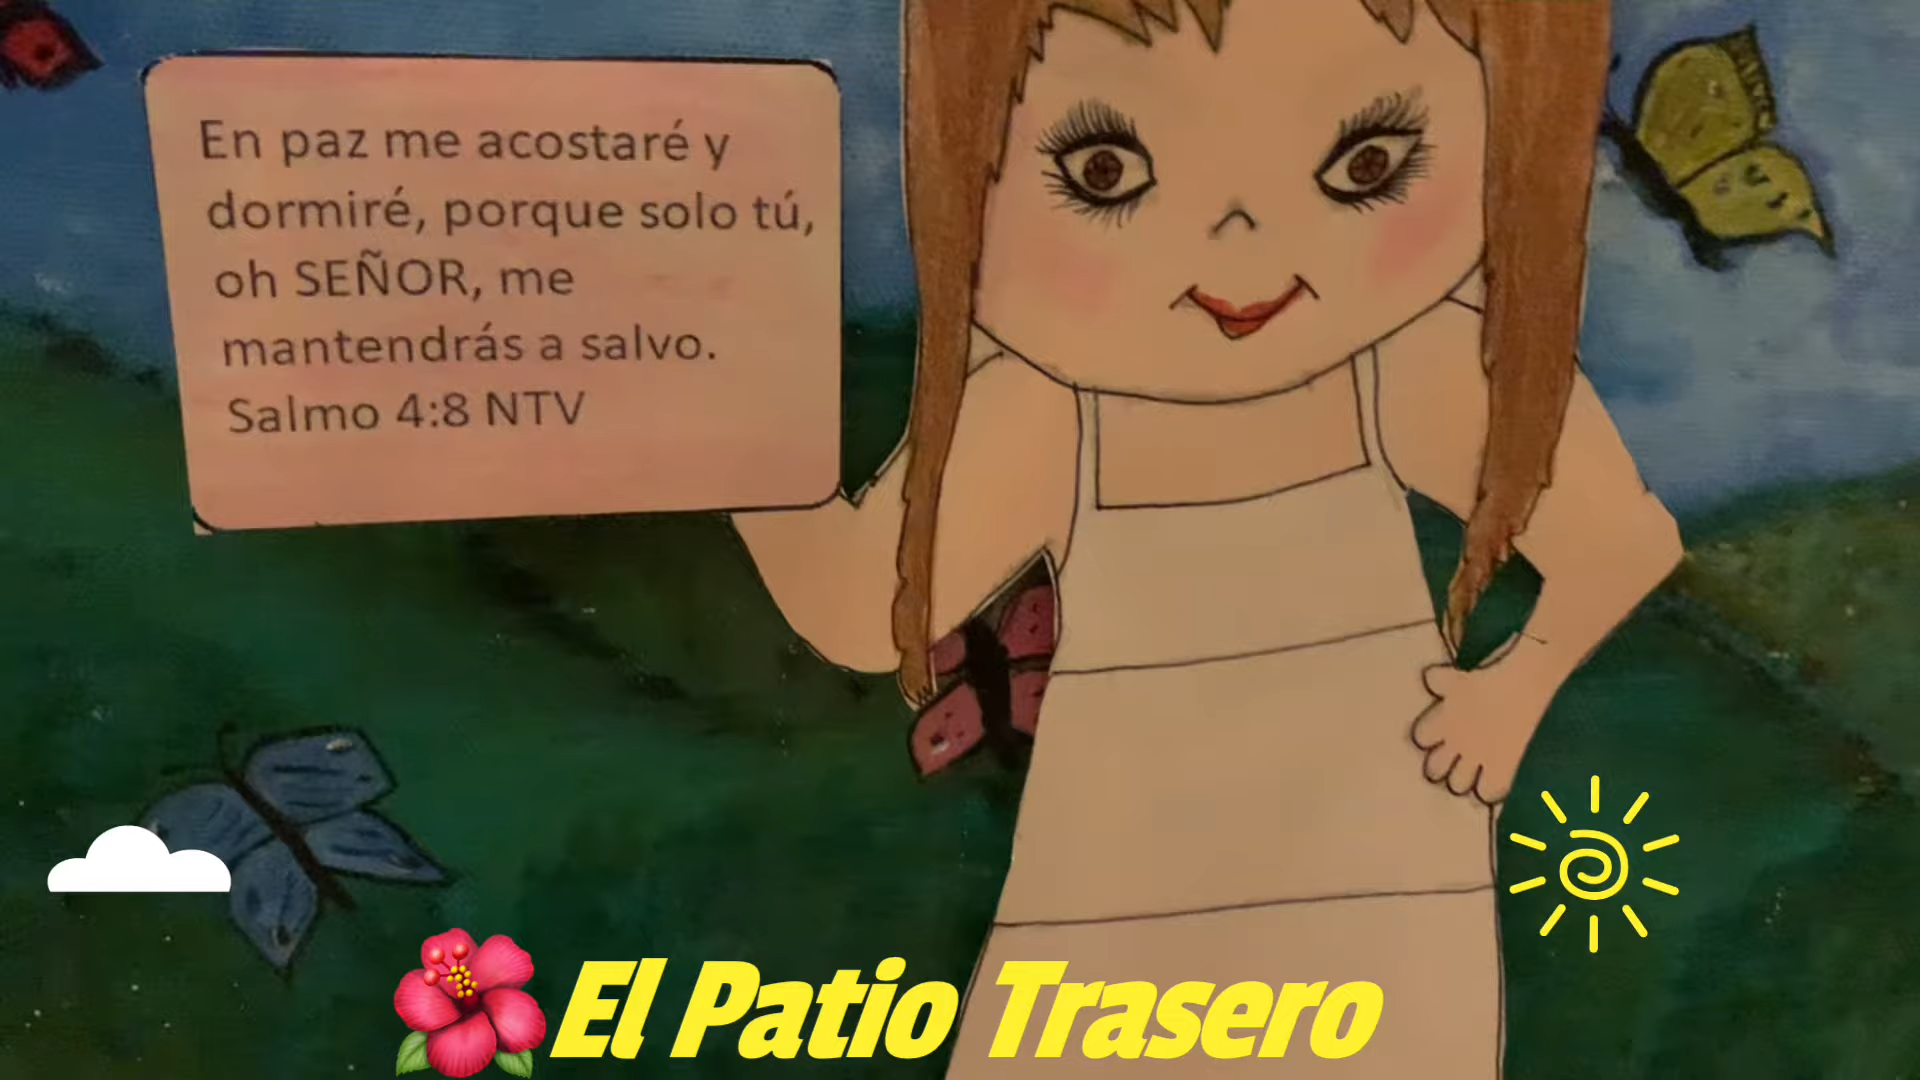 En paz me acostaré y
dormiré, porque solo tú,
oh SEÑOR, me
mantendrás a salvo.
Salmo 4:8 NTV
El Patio Trasero